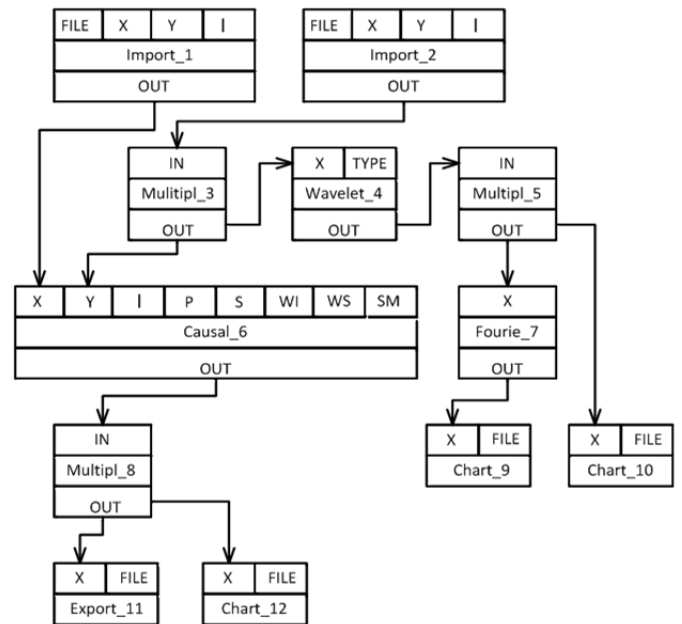 FILE X Y I
Import_1
OUT
FILE X Y I
Import_2
OUT
IN
Mulitipl_3
OUT
X TYPE
Wavelet_4
OUT
IN
Multipl_5
OUT
X Y I P S WI WS SM
Causal_6
OUT
X
Fourie_7
OUT
IN
Multipl_8
OUT
X FILE
Chart_9
X FILE
Chart_10
X FILE
Export_11
X FILE
Chart_12